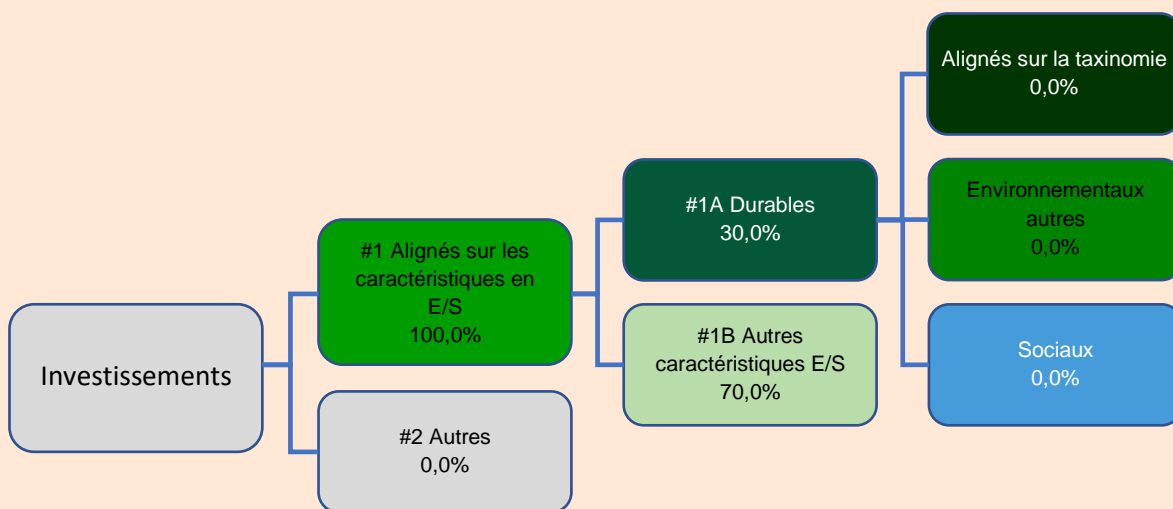 Investissements
#1 Alignés sur les
caractéristiques en
E/S
100,0%
#2 Autres
0,0%
#1A Durables
30,0%
#1B Autres
caractéristiques E/S
70,0%
Alignés sur la taxinomie
0,0%
Environnementaux
autres
0,0%
Sociaux
0,0%